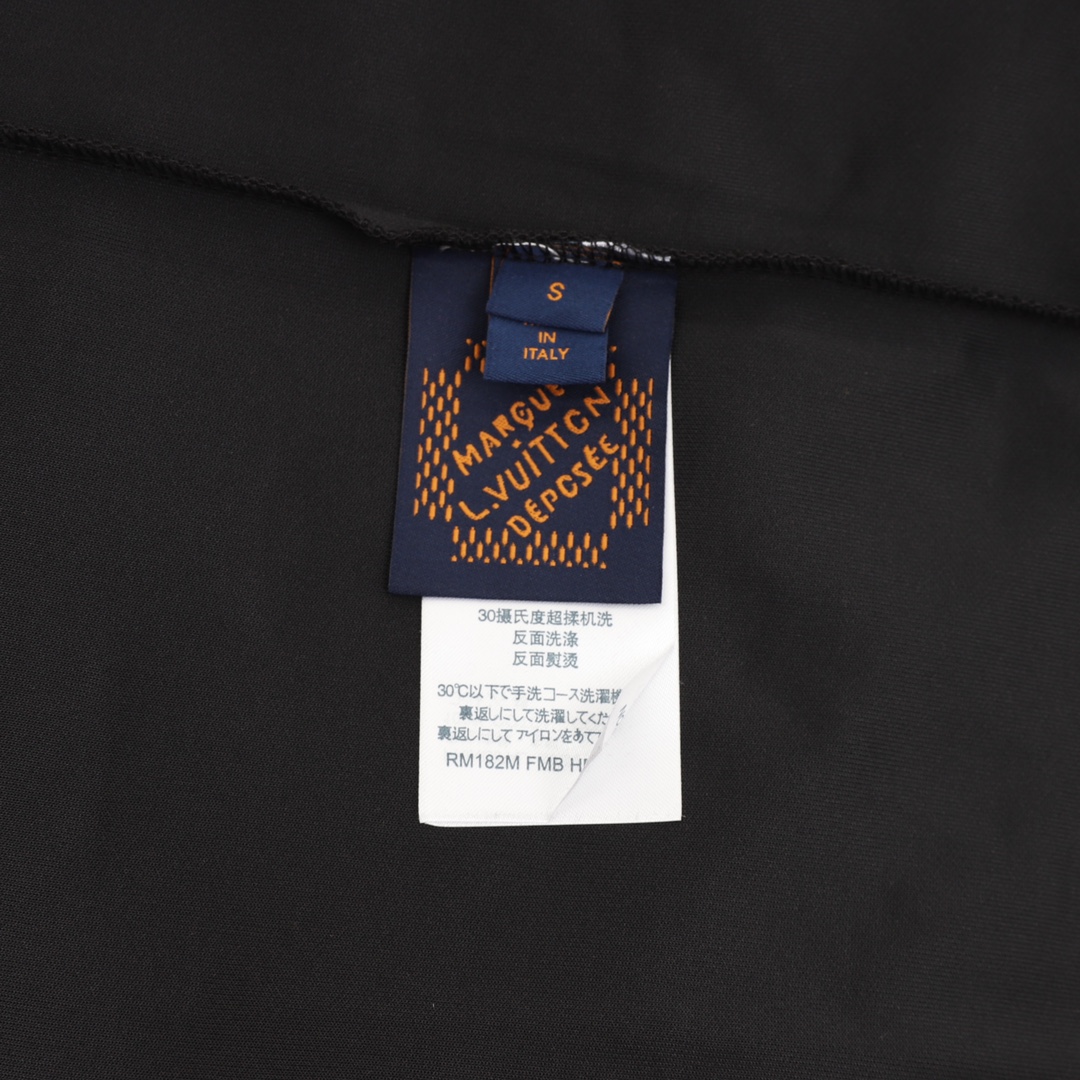 S
IN
ITALY
MARQUE
L.VUITTON
DÉPOSÉE
30摄氏度超揉机洗
反面洗涤
反面熨烫
30℃以下で手洗コース洗濯機
裏返しにして洗濯してくだ
裏返しにして アイロンをあて
RM182M FMB